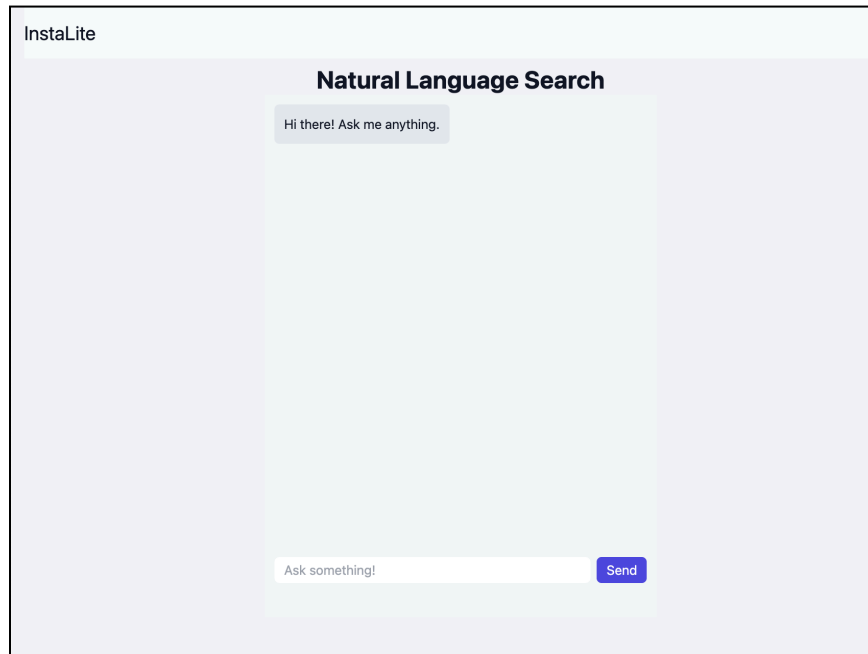 InstaLite
Natural Language Search
Hi there! Ask me anything.
Ask something!
Send